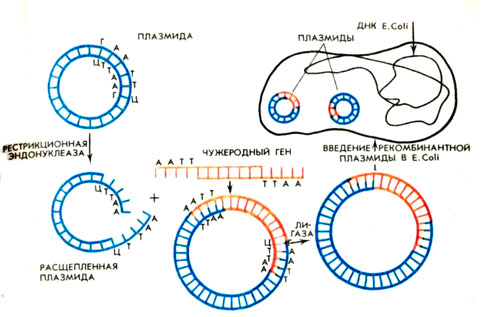 ПЛАЗМИДА
ДНК E.Coli
ПЛАЗМИДЫ
Г
А
А
Т
Т
Ц
Ц
Т
Т
А
А
Г
РЕСТРИКЦИОННАЯ
ЭНДОНУКЛЕАЗА
ЧУЖЕРОДНЫЙ ГЕН
ВВЕДЕНИЕ РЕКОМБИНАНТНОЙ
ПЛАЗМИДЫ В E.Coli
А А Т Т
Т Т А А
+
ЛИ-
ГАЗА
РАСЩЕПЛЕННАЯ
ПЛАЗМИДА